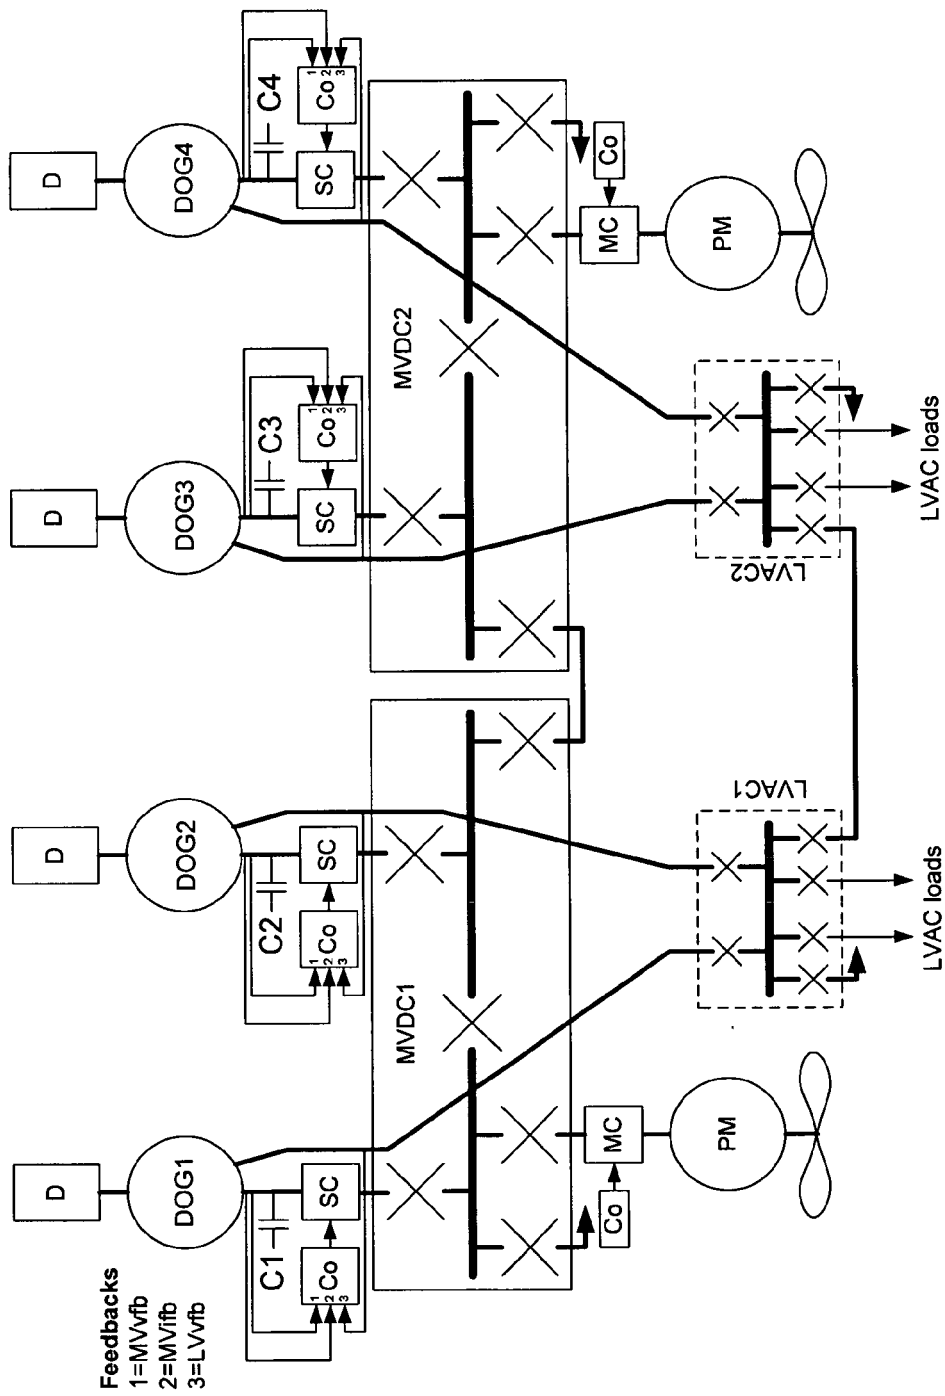 Feedbacks
1=MVvfb
2=MVifb
3=LVvfb
D
D
D
D
DOG1
DOG2
DOG3
DOG4
C1
C2
C3
C4
1
2
3
Co
SC
1
2
3
Co
SC
SC
1
2
3
Co
SC
1
2
3
Co
MVDC1
MVDC2
Co
MC
PM
MC
Co
PM
LVAC1
LVAC2
LVAC loads
LVAC loads